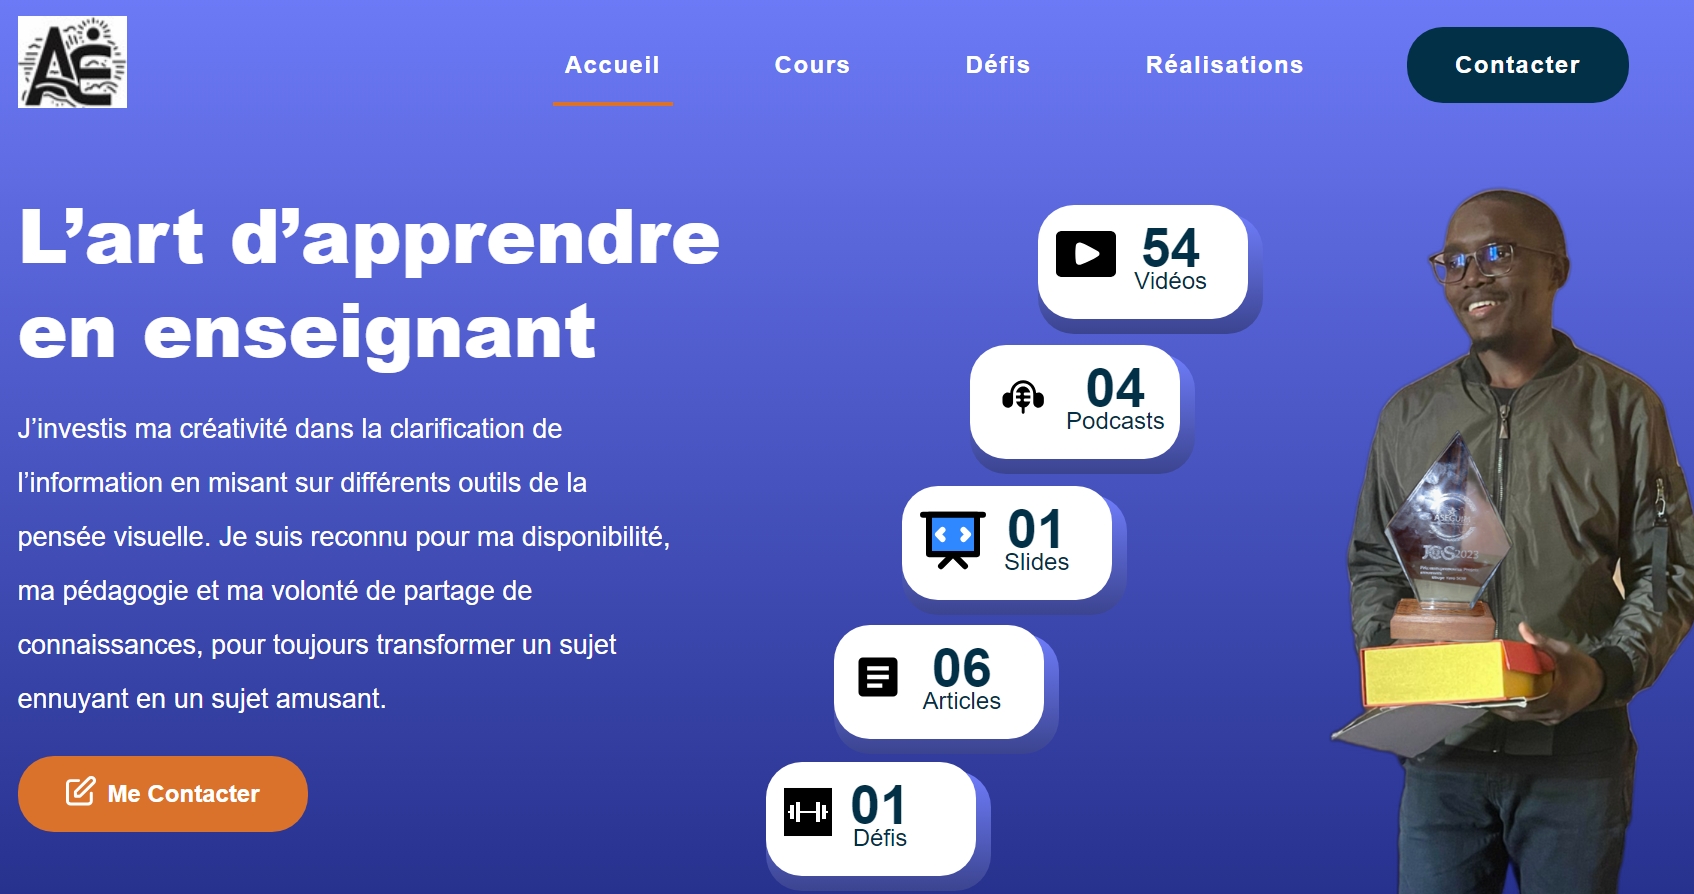 AE
Accueil
Cours
Défis
Réalisations
Contacter
L’art d’apprendre
en enseignant
J’investis ma créativité dans la clarification de
l’information en misant sur différents outils de la
pensée visuelle. Je suis reconnu pour ma disponibilité,
ma pédagogie et ma volonté de partage de
connaissances, pour toujours transformer un sujet
ennuyant en un sujet amusant.
Me Contacter
54
Vidéos
04
Podcasts
01
Slides
06
Articles
01
Défis
2023